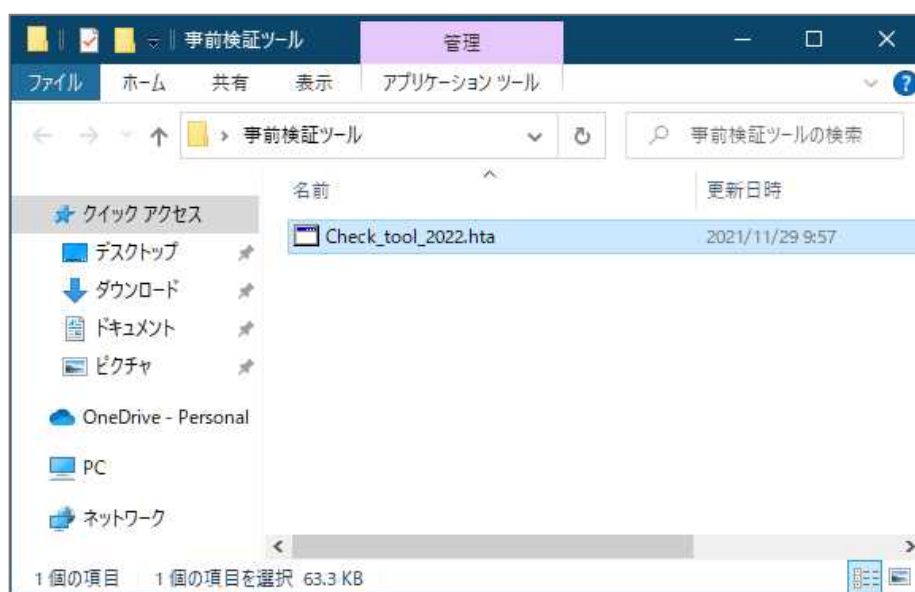 事前検証ツール
管理
ファイル ホーム 共有 表示 アプリケーション ツール
事前検証ツール 事前検証ツールの検索
名前 更新日時
クイック アクセス
Check_tool_2022.hta 2021/11/29 9:57
デスクトップ
ダウンロード
ドキュメント
ピクチャ
OneDrive - Personal
PC
ネットワーク
1 個の項目 1 個の項目を選択 63.3 KB